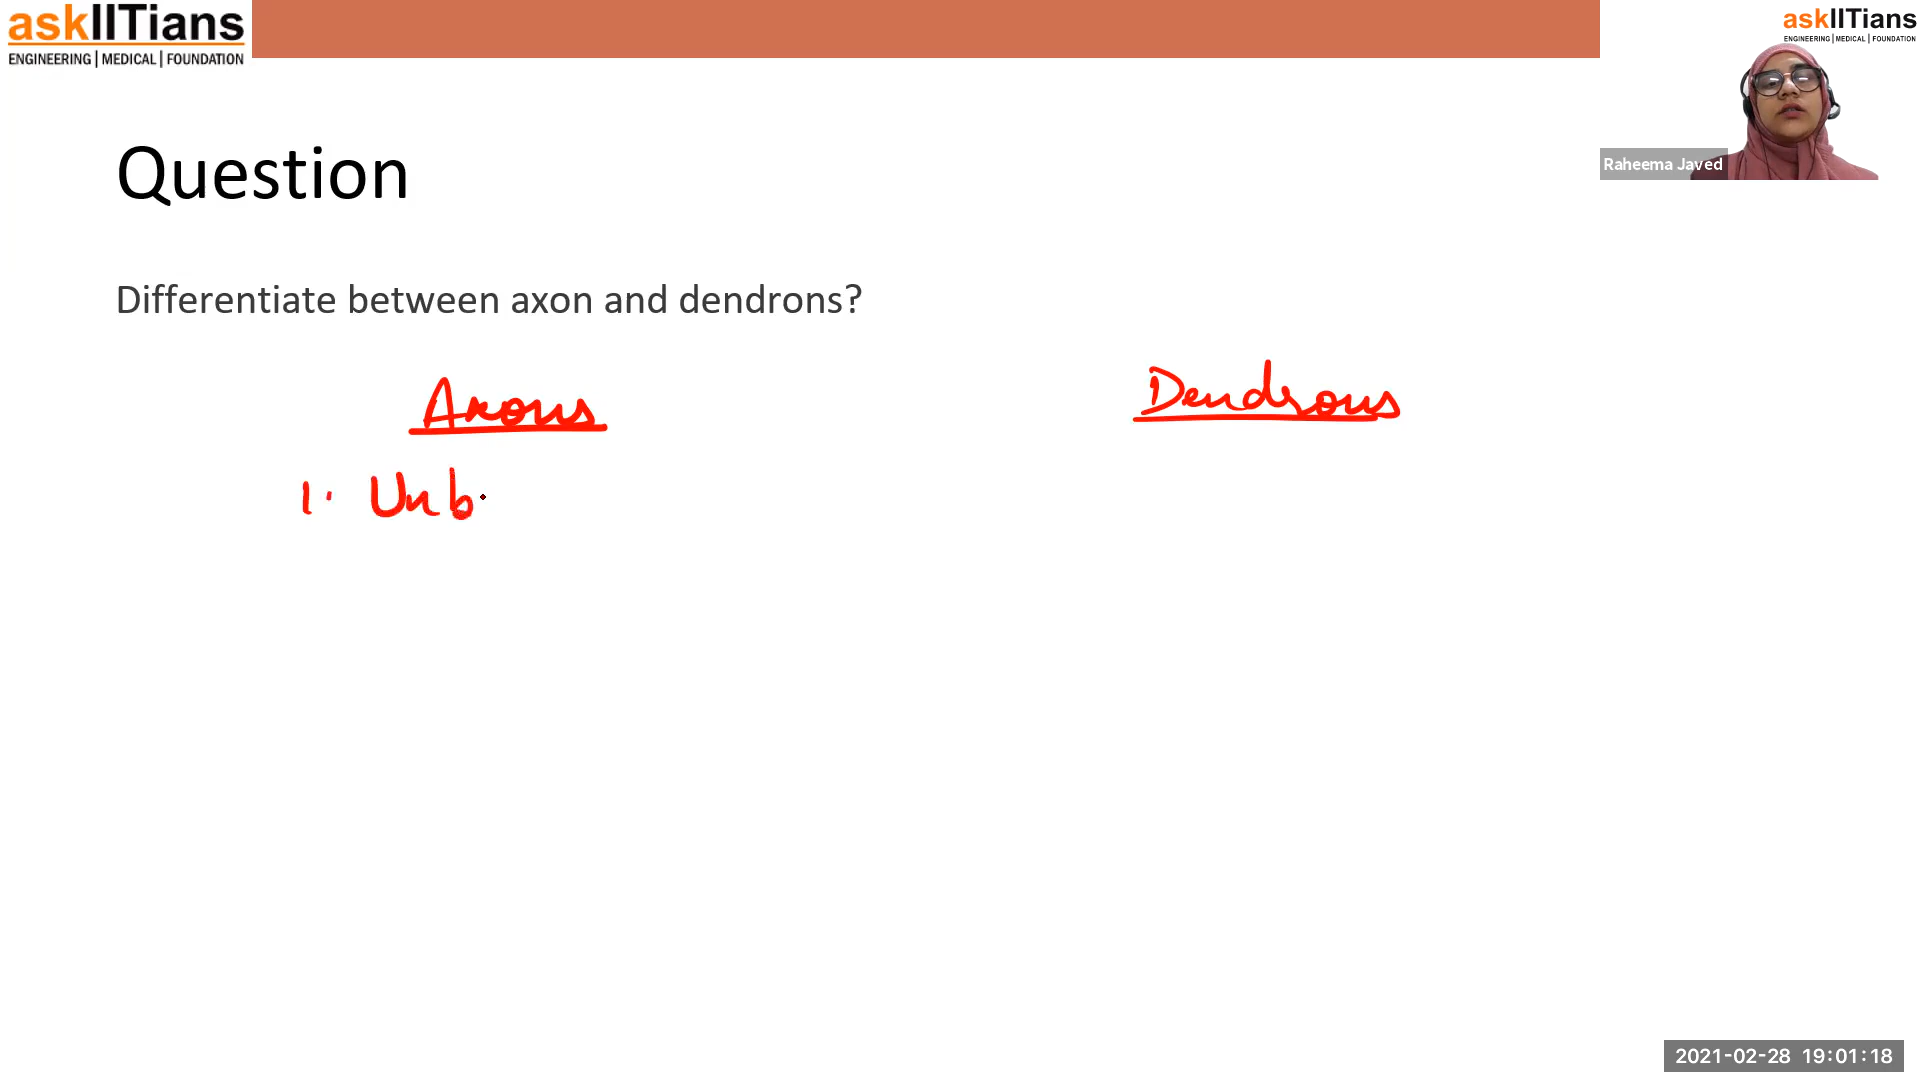 askIITians
ENGINEERING | MEDICAL | FOUNDATION
askIITians
ENGINEERING | MEDICAL | FOUNDATION
Raheema Javed
Question
Differentiate between axon and dendrons?
Axons
Dendrons
1. Unb
2021-02-28 19:01:18